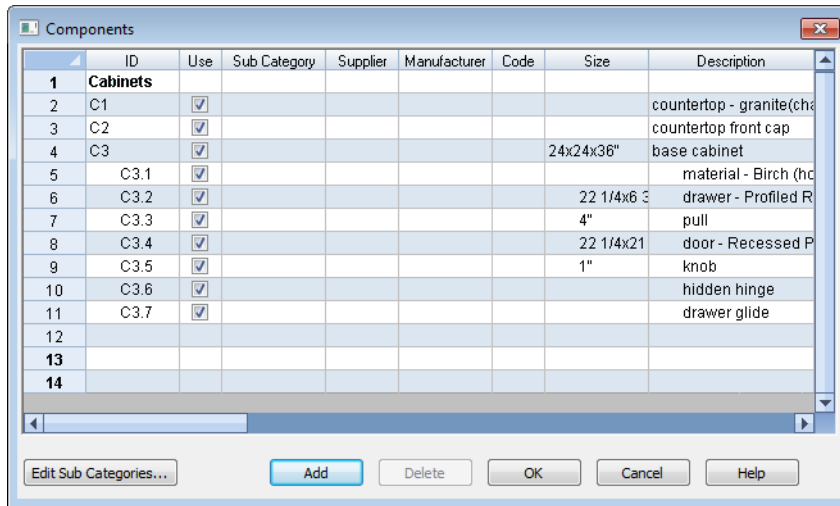 Components
ID Use Sub Category Supplier Manufacturer Code Size Description
1 Cabinets
2 C1 countertop - granite(cha
3 C2 countertop front cap
4 C3 24x24x36" base cabinet
5 C3.1 material - Birch (ho
6 C3.2 22 1/4x6 3 drawer - Profiled R
7 C3.3 4" pull
8 C3.4 22 1/4x21 door - Recessed P
9 C3.5 1" knob
10 C3.6 hidden hinge
11 C3.7 drawer glide
12
13
14
Edit Sub Categories... Add Delete OK Cancel Help